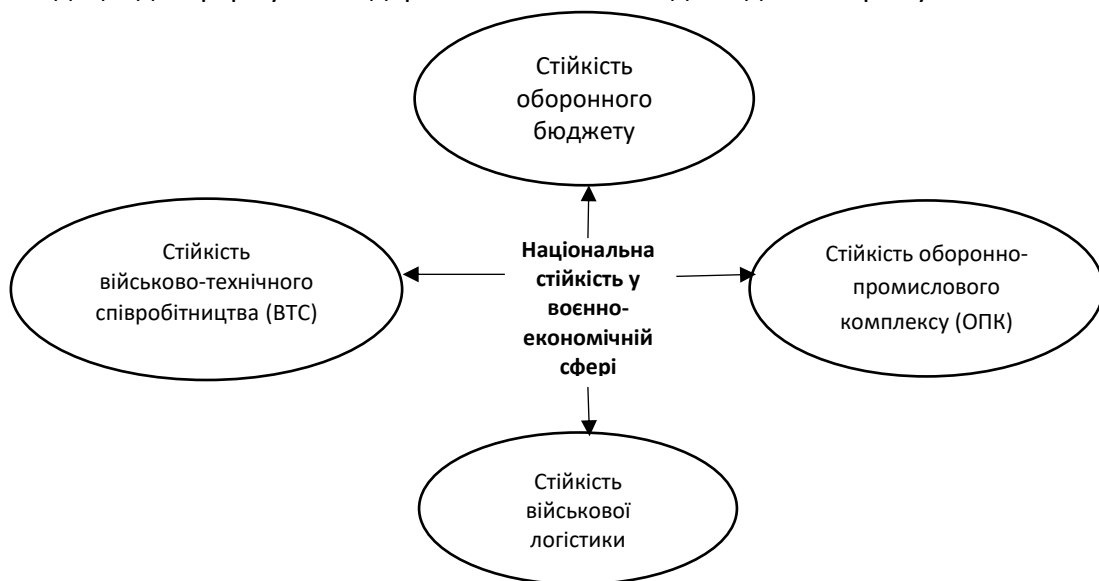 Стійкість
оборонного
бюджету
Стійкість
військово-технічного
співробітництва (ВТС)
Національна
стійкість у
воєнно-
економічній
сфері
Стійкість оборонно-
промислового
комплексу (ОПК)
Стійкість
військової
логістики